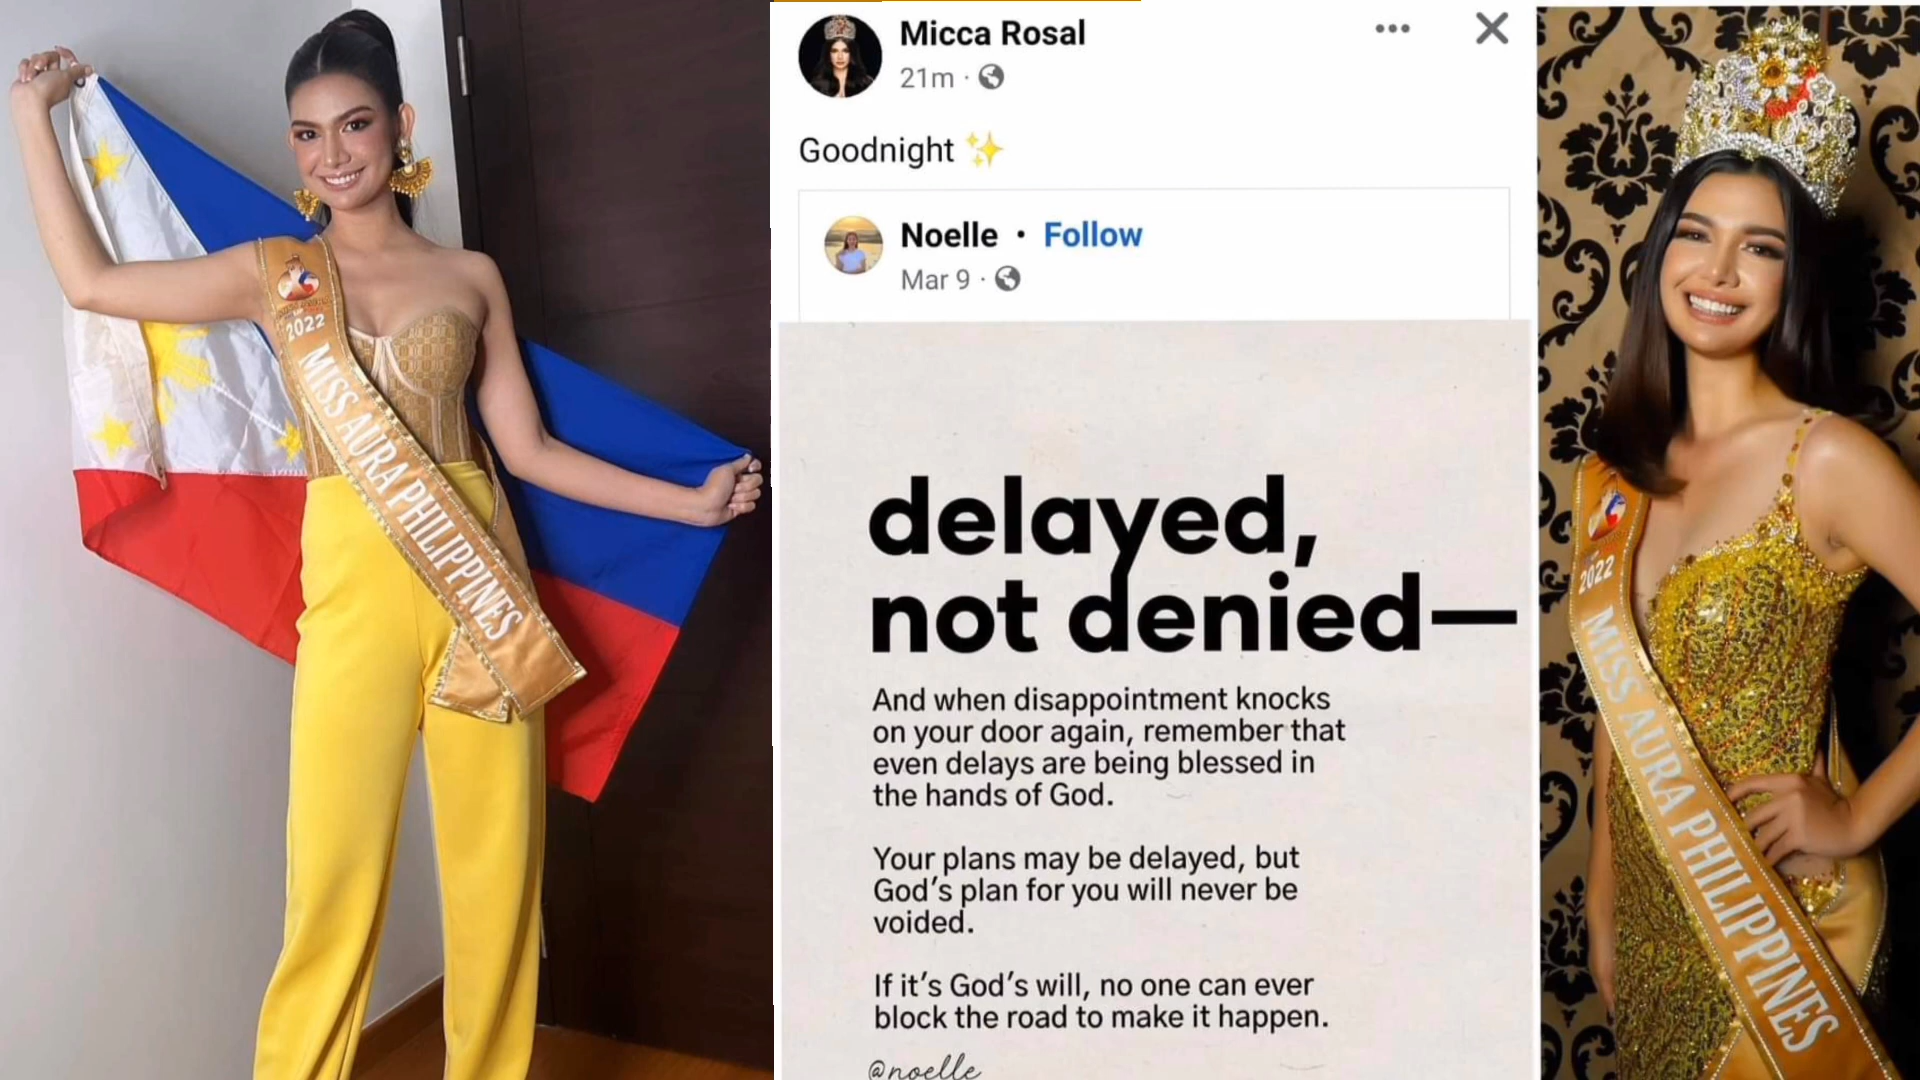 2022
MISS AURA PHILIPPINES
Micca Rosal
21m ·
Goodnight ✨
Noelle · Follow
Mar 9 ·
delayed,
not denied—
And when disappointment knocks
on your door again, remember that
even delays are being blessed in
the hands of God.
Your plans may be delayed, but
God's plan for you will never be
voided.
If it's God's will, no one can ever
block the road to make it happen.
@noelle
2022
MISS AURA PHILIPPINES